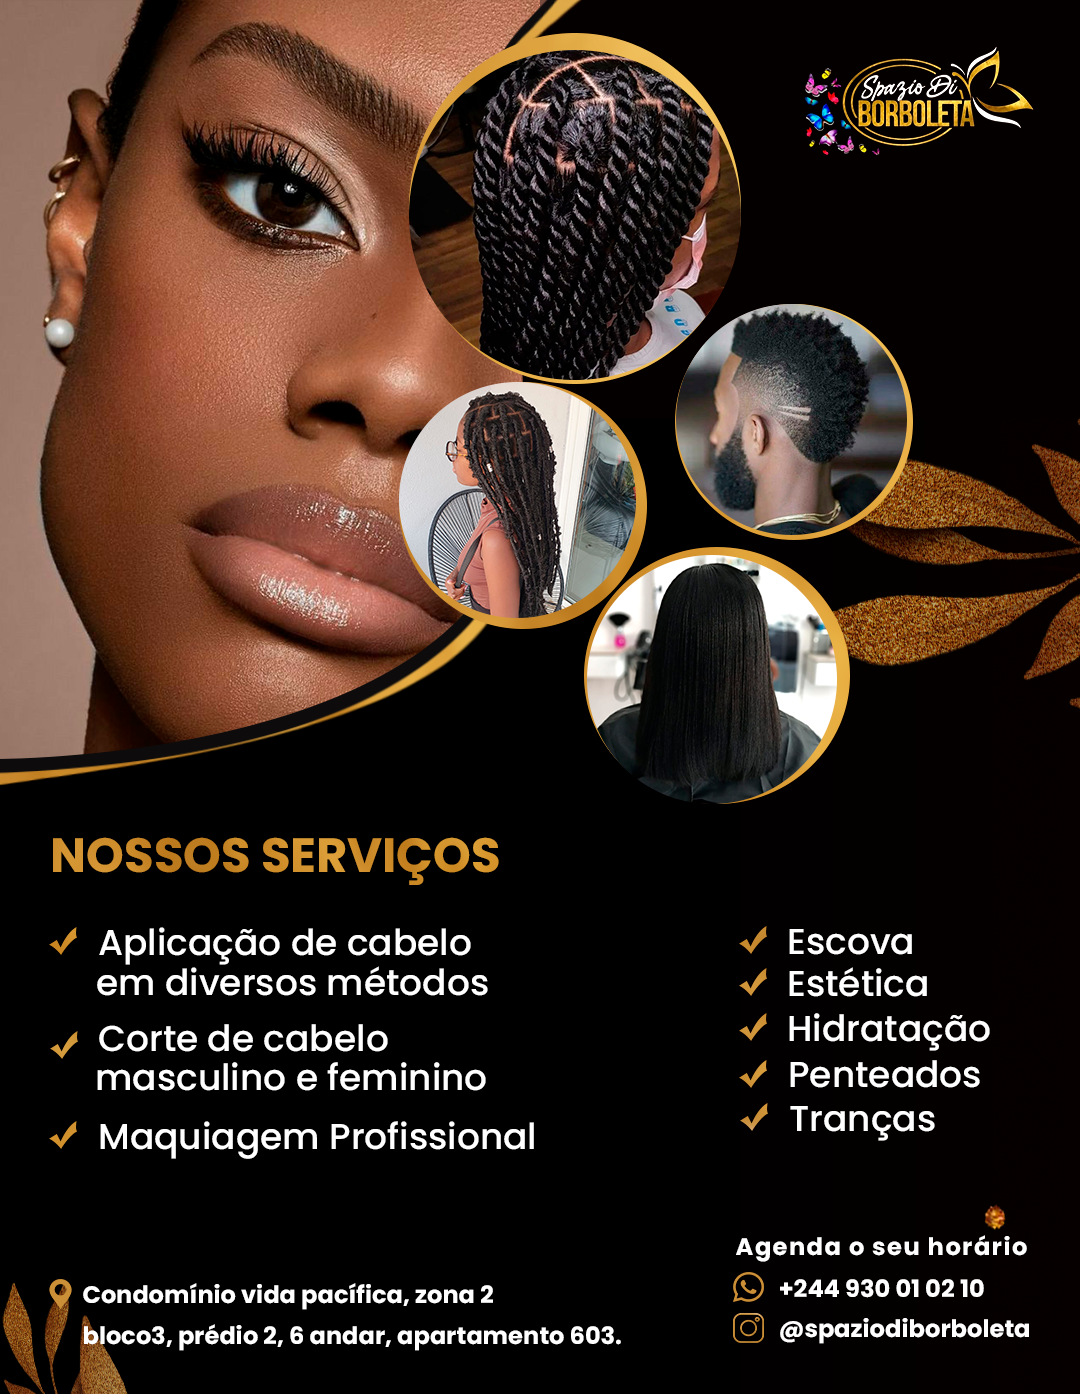 Spazio Di
BORBOLETA
NOSSOS SERVIÇOS
Aplicação de cabelo
em diversos métodos
Corte de cabelo
masculino e feminino
Maquiagem Profissional
Escova
Estética
Hidratação
Penteados
Tranças
Agenda o seu horário
+244 930 01 02 10
@spaziodiborboleta
Condomínio vida pacífica, zona 2
bloco3, prédio 2, 6 andar, apartamento 603.